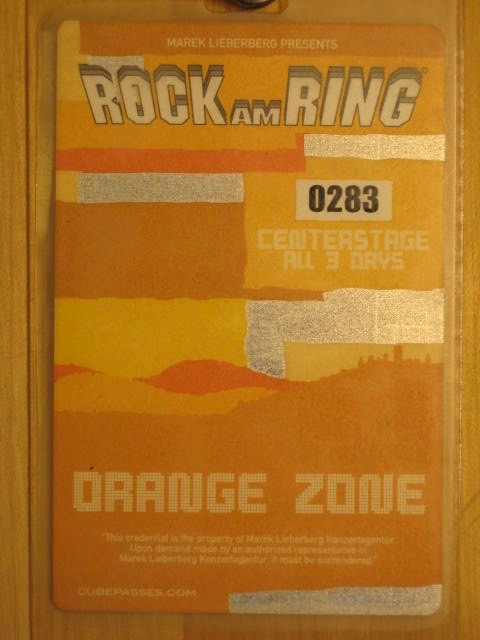 MAREK LIEBERBERG PRESENTS
ROCK AM RING
0283
CENTERSTAGE
ALL 3 DAYS
ORANGE ZONE
"This credential is the property of Marek Lieberberg Konzertagentur.
Upon demand made by an authorized representative of
Marek Lieberberg Konzertagentur, it must be surrendered."
CUBEPASSES.COM